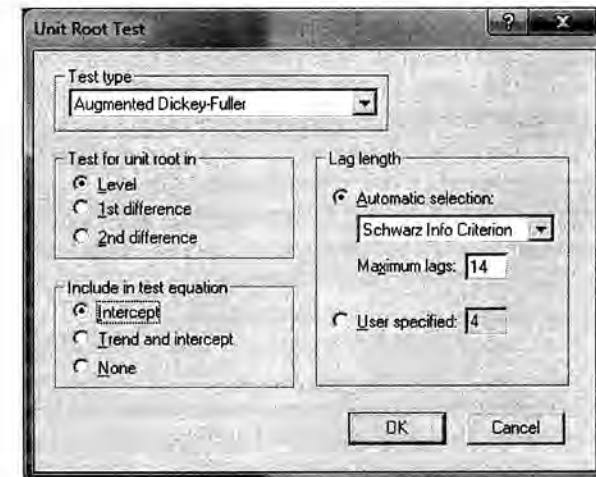 Unit Root Test
Test type
Augmented Dickey-Fuller
Test for unit root in
Level
1st difference
2nd difference
Include in test equation
Intercept
Trend and intercept
None
Lag length
Automatic selection:
Schwarz Info Criterion
Maximum lags: 14
User specified: 4
OK
Cancel